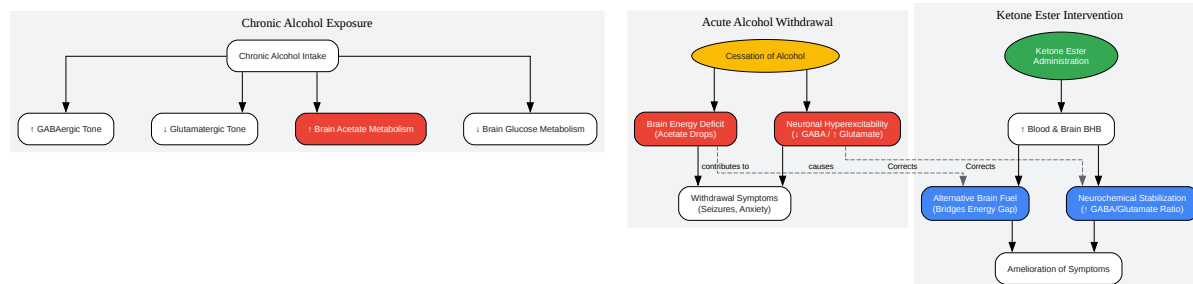 Chronic Alcohol Exposure
Chronic Alcohol Intake
↑ GABAergic Tone
↓ Glutamatergic Tone
↑ Brain Acetate Metabolism
↓ Brain Glucose Metabolism
Acute Alcohol Withdrawal
Cessation of Alcohol
Brain Energy Deficit
(Acetate Drops)
Neuronal Hyperexcitability
(↓ GABA / ↑ Glutamate)
contributes to
causes
Corrects
Corrects
Withdrawal Symptoms
(Seizures, Anxiety)
Ketone Ester Intervention
Ketone Ester
Administration
↑ Blood & Brain BHB
Alternative Brain Fuel
(Bridges Energy Gap)
Neurochemical Stabilization
(↑ GABA/Glutamate Ratio)
Amelioration of Symptoms